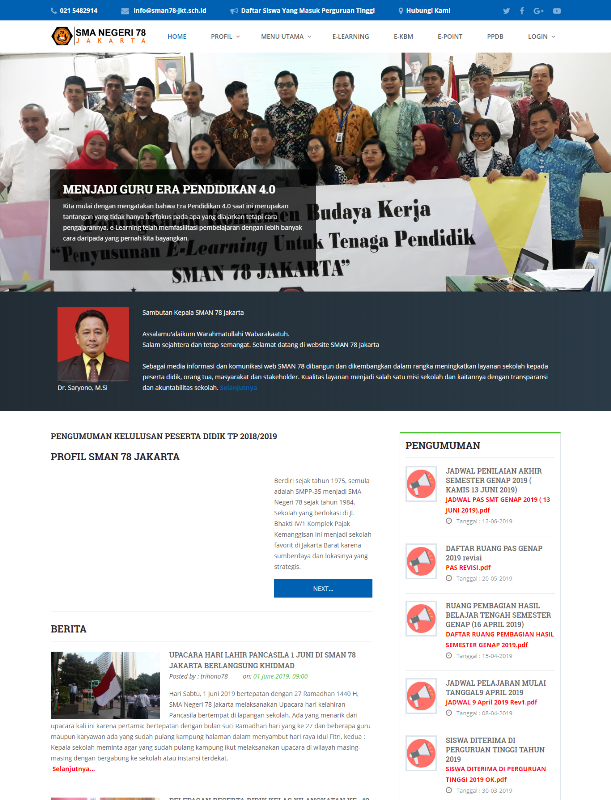 021 5482914
info@sman78-jkt.sch.id
Daftar Siswa Yang Masuk Perguruan Tinggi
Hubungi Kami
SMA NEGERI 78
JAKARTA
HOME
PROFIL
MENU UTAMA
E-LEARNING
E-KBM
E-POINT
PPDB
LOGIN
MENJADI GURU ERA PENDIDIKAN 4.0
Kita mulai dengan mengatakan bahwa Era Pendidikan 4.0 saat ini merupakan
tantangan yang tidak hanya berfokus pada apa yang diajarkan tetapi cara
pengajarannya. e-Learning telah memfasilitasi pembelajaran dengan lebih banyak
cara daripada yang pernah kita bayangkan.
Budaya Kerja
"Penyusunan E-Learning Untuk Tenaga Pendidik
SMAN 78 JAKARTA"
Sambutan Kepala SMAN 78 Jakarta
Assalamu'alaikum Warahmatullahi Wabarakaatuh.
Salam sejahtera dan tetap semangat. Selamat datang di website SMAN 78 Jakarta
Sebagai media informasi dan komunikasi web SMAN 78 dibangun dan dikembangkan dalam rangka meningkatkan layanan sekolah kepada
peserta didik, orang tua, masyarakat dan stakeholder. Kualitas layanan menjadi salah satu misi sekolah dan kaitannya dengan transparansi
dan akuntabilitas sekolah. Selanjutnya
Dr. Saryono, M.Si
PENGUMUMAN KELULUSAN PESERTA DIDIK TP 2018/2019
PROFIL SMAN 78 JAKARTA
Berdiri sejak tahun 1975, semula
adalah SMPP-35 menjadi SMA
Negeri 78 sejak tahun 1984.
Sekolah yang berlokasi di Jl.
Bhakti IV/1 Komplek Pajak
Kemanggisan ini menjadi sekolah
favorit di Jakarta Barat karena
sumberdaya dan lokasinya yang
strategis.
NEXT...
BERITA
UPACARA HARI LAHIR PANCASILA 1 JUNI DI SMAN 78
JAKARTA BERLANGSUNG KHIDMAD
Posted by : trihono78 on: 01 June 2019, 09:00
Hari Sabtu, 1 Juni 2019 bertepatan dengan 27 Ramadhan 1440 H,
SMA Negeri 78 Jakarta melaksanakan Upacara hari kelahiran
Pancasila bertempat di lapangan sekolah. Ada yang menarik dari
upacara kali ini; karena pertama: bertepatan dengan bulan suci Ramadhan hari yang ke 27 dan beberapa guru
maupun karyawan ada yang sudah pulang kampung halaman dalam menyambut hari raya Idul Fitri, kedua :
Kepala sekolah meminta agar yang sudah pulang kampung ikut melaksanakan upacara di wilayah masing-
masing dengan bergabung ke sekolah atau instansi terdekat.
Selanjutnya...
PENGUMUMAN
JADWAL PENILAIAN AKHIR
SEMESTER GENAP 2019 (
KAMIS 13 JUNI 2019)
JADWAL PAS SMT GENAP 2019 ( 13
JUNI 2019).pdf
Tanggal : 12-06-2019
DAFTAR RUANG PAS GENAP
2019 revisi
PAS REVISI.pdf
Tanggal : 20-05-2019
RUANG PEMBAGIAN HASIL
BELAJAR TENGAH SEMESTER
GENAP (16 APRIL 2019)
DAFTAR RUANG PEMBAGIAN HASIL
SEMESTER GENAP 2019.pdf
Tanggal : 15-04-2019
JADWAL PELAJARAN MULAI
TANGGAL9 APRIL 2019
JADWAL 9 April 2019 Rev1.pdf
Tanggal : 08-04-2019
SISWA DITERIMA DI
PERGURUAN TINGGI TAHUN
2019
SISWA DITERIMA DI PERGURUAN
TINGGI 2019 OK.pdf
Tanggal : 30-03-2019